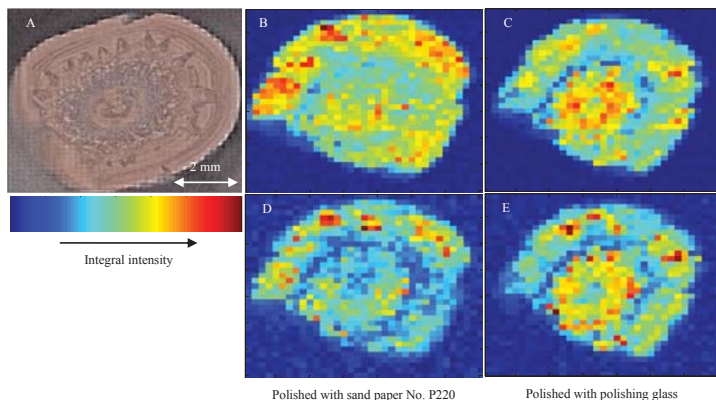 A
B
C
2 mm
Integral intensity
D
E
Polished with sand paper No. P220
Polished with polishing glass